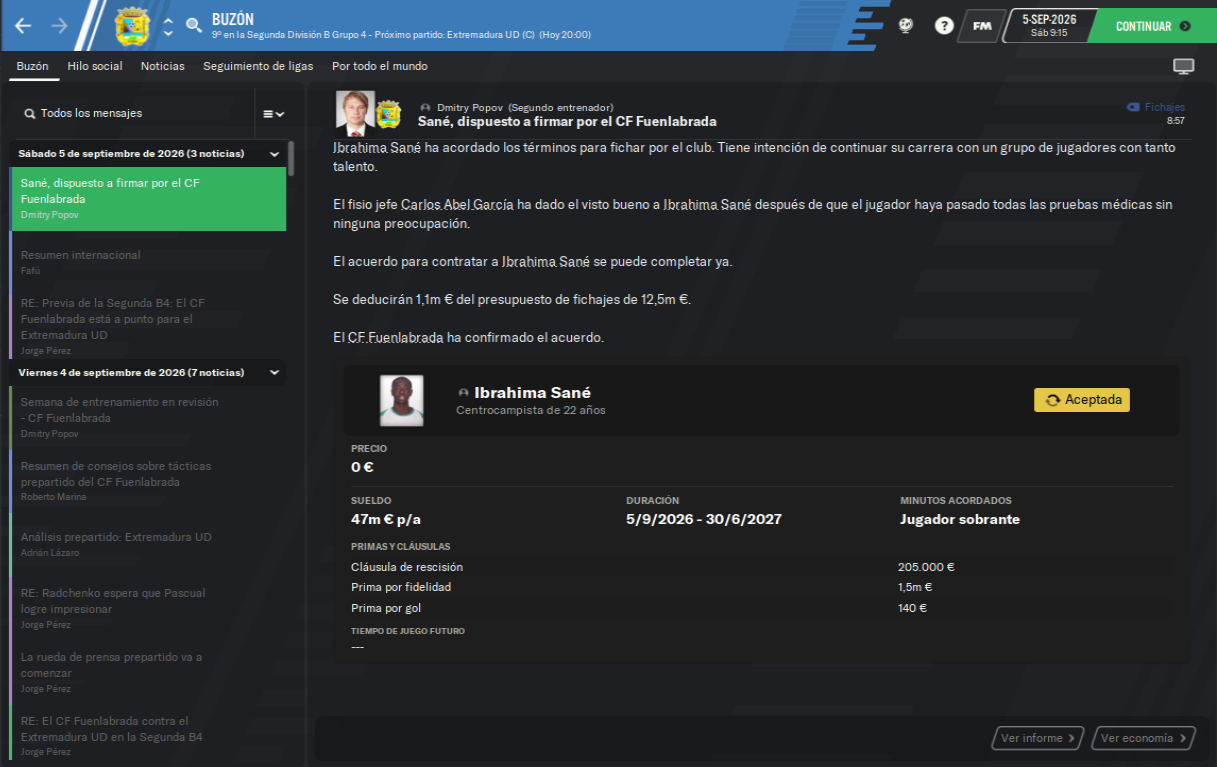 BUZÓN
9º en la Segunda División B Grupo 4 - Próximo partido: Extremadura UD (C) (Hoy 20:00)
?
FM
5-SEP-2026
Sáb 9:15
CONTINUAR
Buzón
Hilo social
Noticias
Seguimiento de ligas
Por todo el mundo
Todos los mensajes
Sábado 5 de septiembre de 2026 (3 noticias)
Sané, dispuesto a firmar por el CF
Fuenlabrada
Dmitry Popov
Resumen internacional
Fafú
RE: Previa de la Segunda B4: El CF
Fuenlabrada está a punto para el
Extremadura UD
Jorge Pérez
Viernes 4 de septiembre de 2026 (7 noticias)
Semana de entrenamiento en revisión
- CF Fuenlabrada
Dmitry Popov
Resumen de consejos sobre tácticas
prepartido del CF Fuenlabrada
Roberto Marina
Análisis prepartido: Extremadura UD
Adrián Lázaro
RE: Radchenko espera que Pascual
logre impresionar
Jorge Pérez
La rueda de prensa prepartido va a
comenzar
Jorge Pérez
RE: El CF Fuenlabrada contra el
Extremadura UD en la Segunda B4
Jorge Pérez
Dmitry Popov (Segundo entrenador)
Sané, dispuesto a firmar por el CF Fuenlabrada
Fichajes
8:57
Ibrahima Sané ha acordado los términos para fichar por el club. Tiene intención de continuar su carrera con un grupo de jugadores con tanto
talento.
El fisio jefe Carlos Abel García ha dado el visto bueno a Ibrahima Sané después de que el jugador haya pasado todas las pruebas médicas sin
ninguna preocupación.
El acuerdo para contratar a Ibrahima Sané se puede completar ya.
Se deducirán 1,1m € del presupuesto de fichajes de 12,5m €.
El CF Fuenlabrada ha confirmado el acuerdo.
Ibrahima Sané
Centrocampista de 22 años
Aceptada
PRECIO
0 €
SUELDO
DURACIÓN
MINUTOS ACORDADOS
47m € p/a
5/9/2026 - 30/6/2027
Jugador sobrante
PRIMAS Y CLÁUSULAS
Cláusula de rescisión
205.000 €
Prima por fidelidad
1,5m €
Prima por gol
140 €
TIEMPO DE JUEGO FUTURO
---
Ver informe
Ver economía